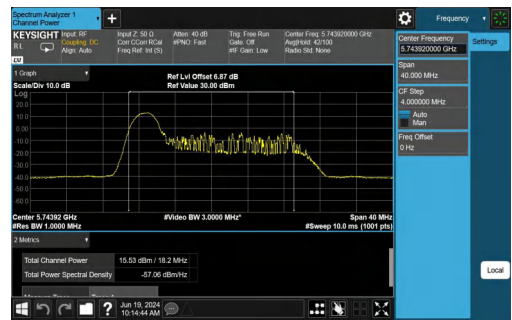 Spectrum Analyzer 1
Channel Power
+
Frequency
KEYSIGHT
R L
LV
Input: RF
Coupling: DC
Align: Auto
Input Z: 50 Ω
Corr CCorr RCal
Freq Ref: Int (S)
Atten: 40 dB
#PNO: Fast
Trig: Free Run
Gate: Off
#IF Gain: Low
Center Freq: 5.743920000 GHz
Avg|Hold: 42/100
Radio Std: None
Center Frequency
5.743920000 GHz
Settings
Span
40.000 MHz
CF Step
4.000000 MHz
Auto
Man
Freq Offset
0 Hz
Local
1 Graph
Scale/Div 10.0 dB
Ref Lvl Offset 6.87 dB
Ref Value 30.00 dBm
Log
20.0
10.0
0.00
-10.0
-20.0
-30.0
-40.0
-50.0
-60.0
Center 5.74392 GHz
#Res BW 1.0000 MHz
#Video BW 3.0000 MHz*
Span 40 MHz
#Sweep 10.0 ms (1001 pts)
2 Metrics
Total Channel Power 15.53 dBm / 18.2 MHz
Total Power Spectral Density -57.06 dBm/Hz
?
Jun 19, 2024
10:14:44 AM